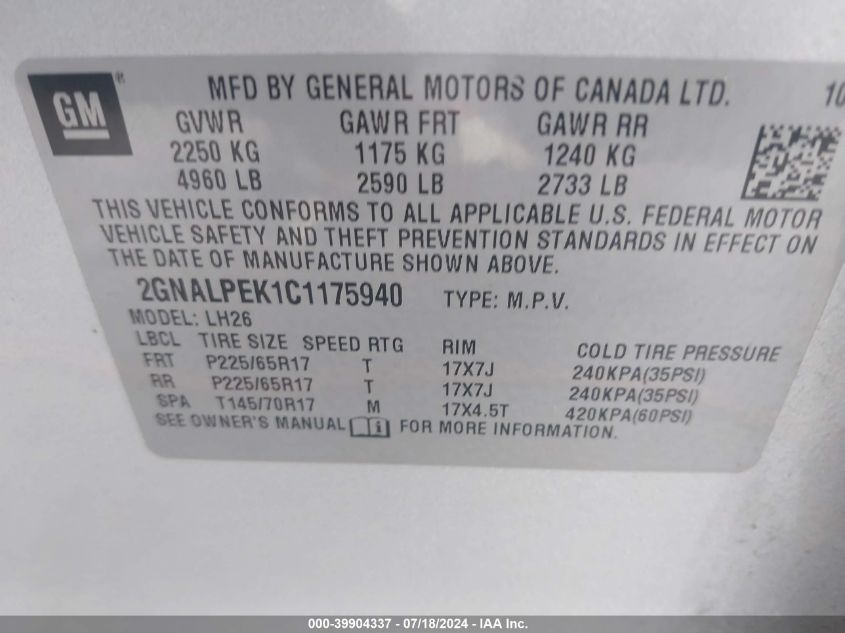 GM® MFD BY GENERAL MOTORS OF CANADA LTD. 10
GVWR GAWR FRT GAWR RR
2250 KG 1175 KG 1240 KG
4960 LB 2590 LB 2733 LB
THIS VEHICLE CONFORMS TO ALL APPLICABLE U.S. FEDERAL MOTOR
VEHICLE SAFETY AND THEFT PREVENTION STANDARDS IN EFFECT ON
THE DATE OF MANUFACTURE SHOWN ABOVE.
2GNALPEK1C1175940 TYPE: M.P.V.
MODEL: LH26
LBCL TIRE SIZE SPEED RTG RIM COLD TIRE PRESSURE
FRT P225/65R17 T 17X7J 240KPA(35PSI)
RR P225/65R17 T 17X7J 240KPA(35PSI)
SPA T145/70R17 M 17X4.5T 420KPA(60PSI)
SEE OWNER'S MANUAL FOR MORE INFORMATION.
000-39904337 - 07/18/2024 - IAA Inc.